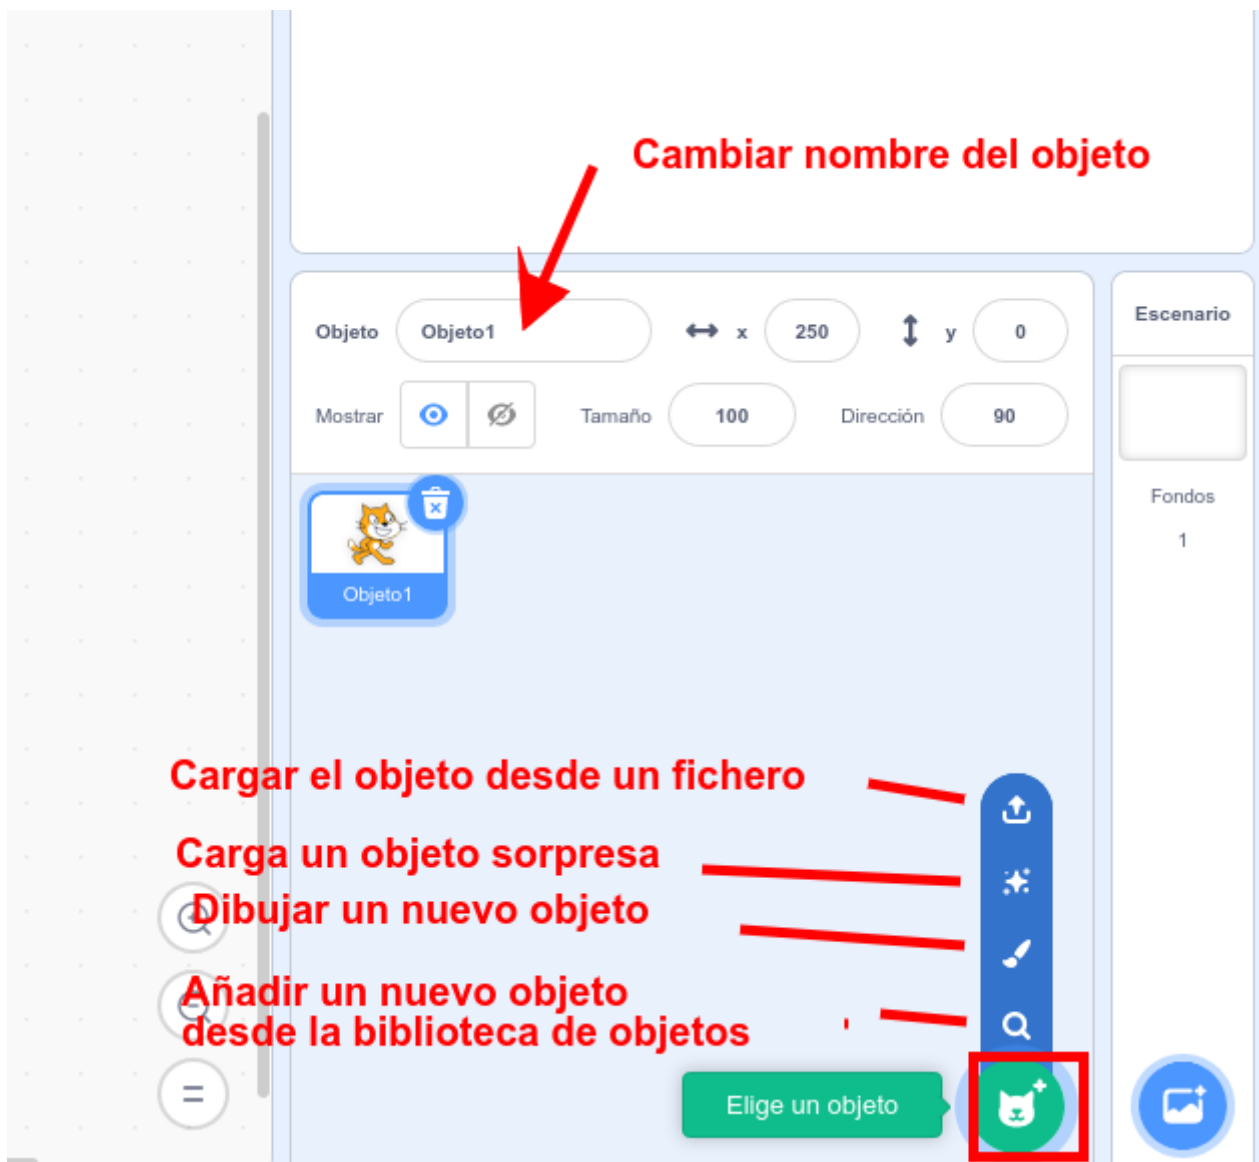 Cambiar nombre del objeto
Objeto Objeto1 x 250 y 0
Escenario
Mostrar Tamaño 100 Dirección 90
Fondos
1
Objeto1
Cargar el objeto desde un fichero
Carga un objeto sorpresa
Dibujar un nuevo objeto
Añadir un nuevo objeto
desde la biblioteca de objetos
Elige un objeto